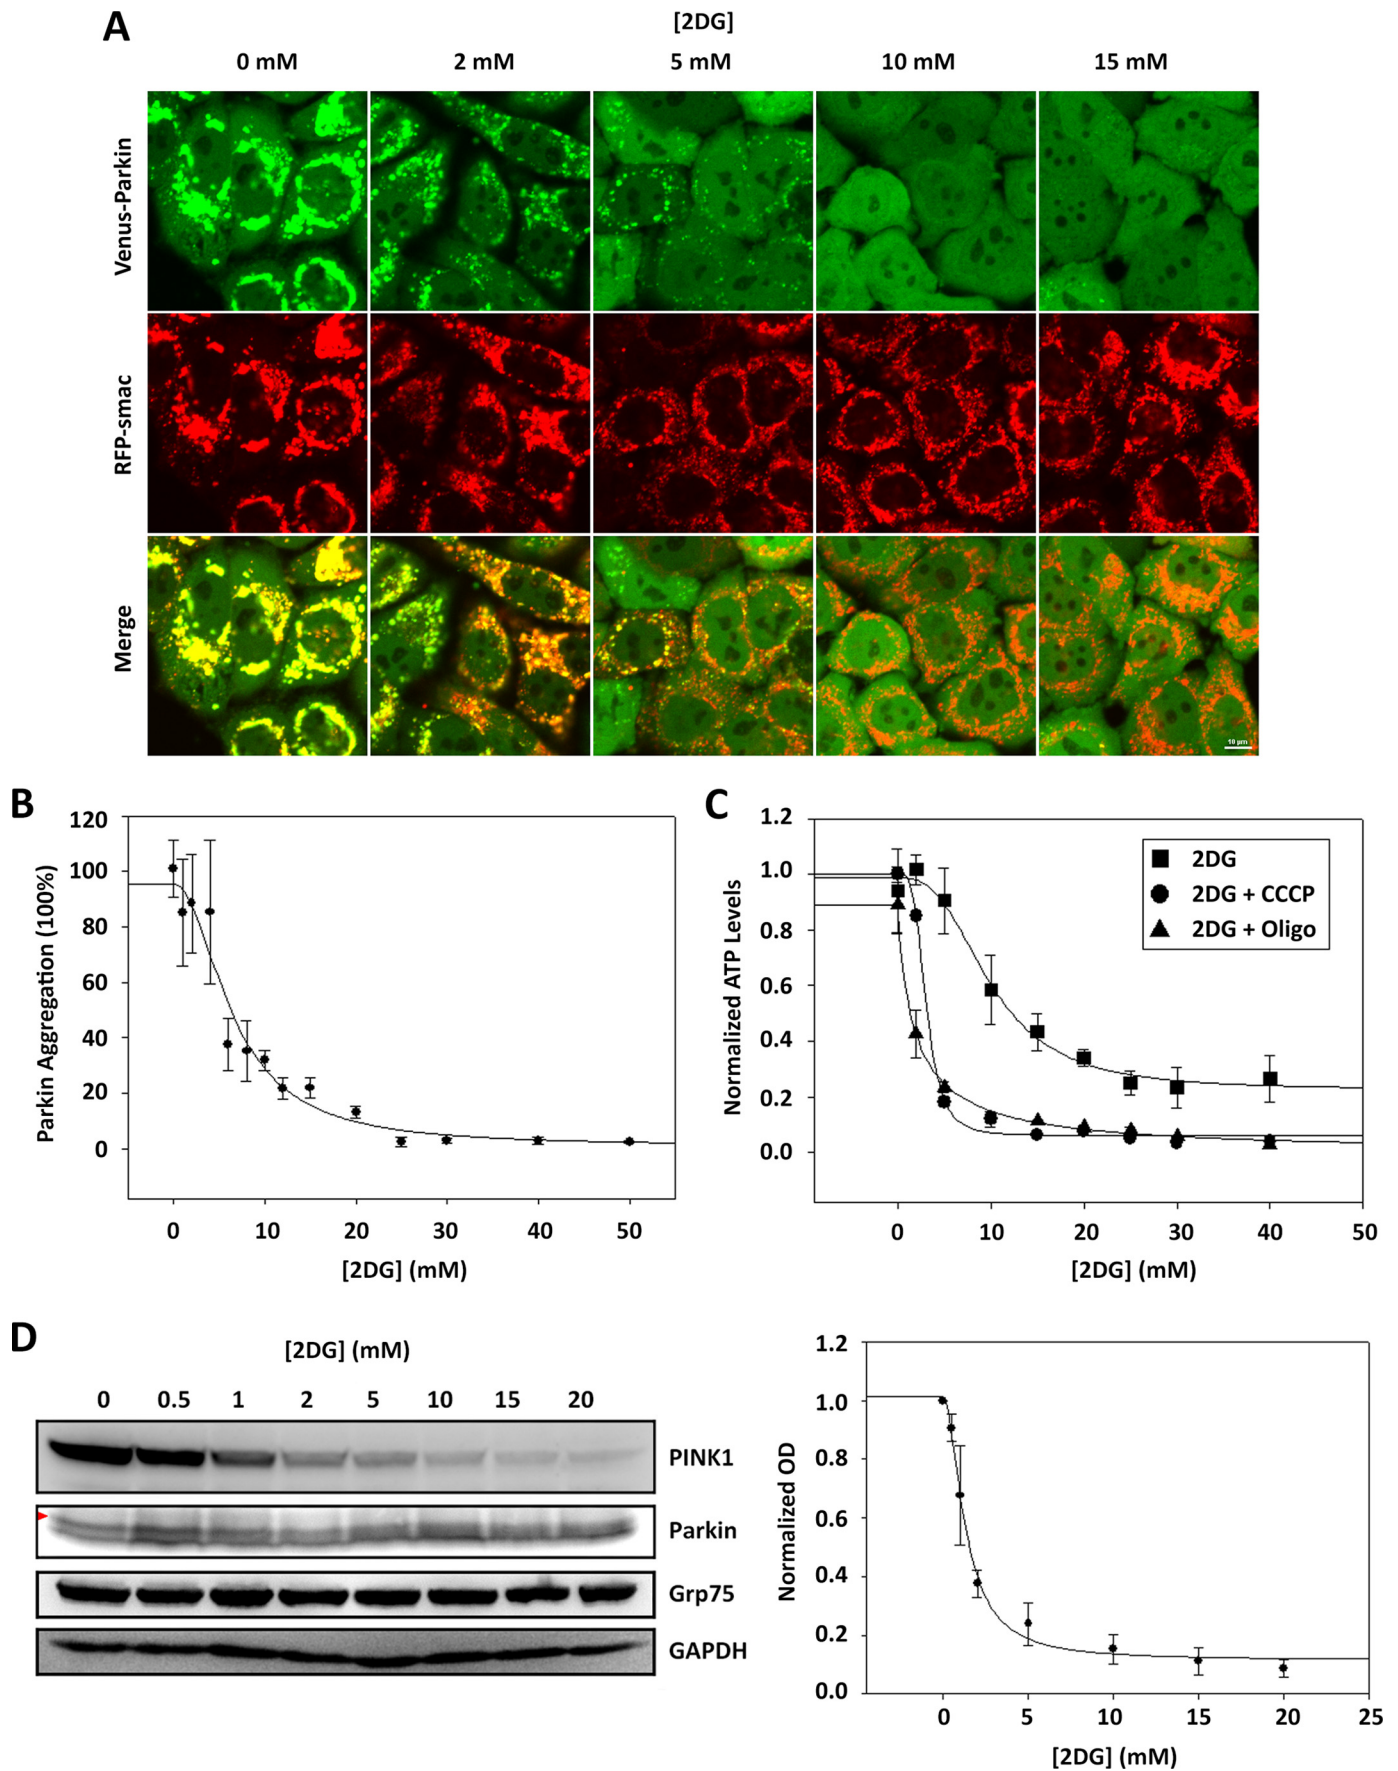 A
[2DG]
0 mM 2 mM 5 mM 10 mM 15 mM
Venus-Parkin
RFP-smac
Merge
10 µm
B
120
100
80
60
40
20
0
Parkin Aggregation (100%)
0 10 20 30 40 50
[2DG] (mM)
C
1.2
1.0
0.8
0.6
0.4
0.2
0.0
Normalized ATP Levels
2DG
2DG + CCCP
2DG + Oligo
0 10 20 30 40 50
[2DG] (mM)
D
[2DG] (mM)
0 0.5 1 2 5 10 15 20
PINK1
Parkin
Grp75
GAPDH
1.2
1.0
0.8
0.6
0.4
0.2
0.0
Normalized OD
0 5 10 15 20 25
[2DG] (mM)